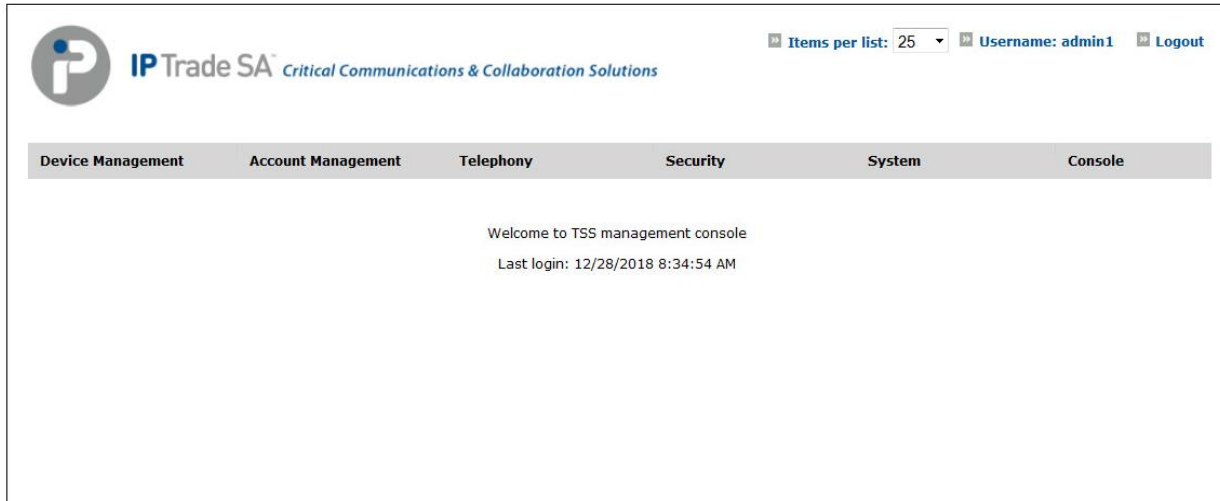 Items per list: 25 Username: admin1 Logout
IP Trade SA™ Critical Communications & Collaboration Solutions
Device Management Account Management Telephony Security System Console
Welcome to TSS management console
Last login: 12/28/2018 8:34:54 AM